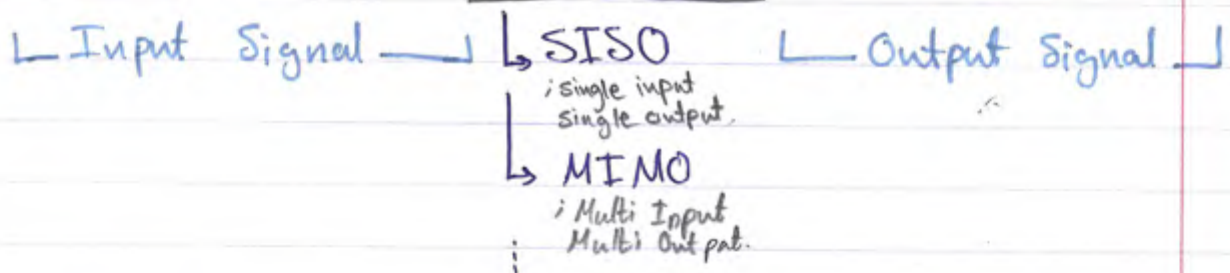 Input Signal
SISO
Output Signal
; single input
single output.
MIMO
; Multi Input
Multi Output.